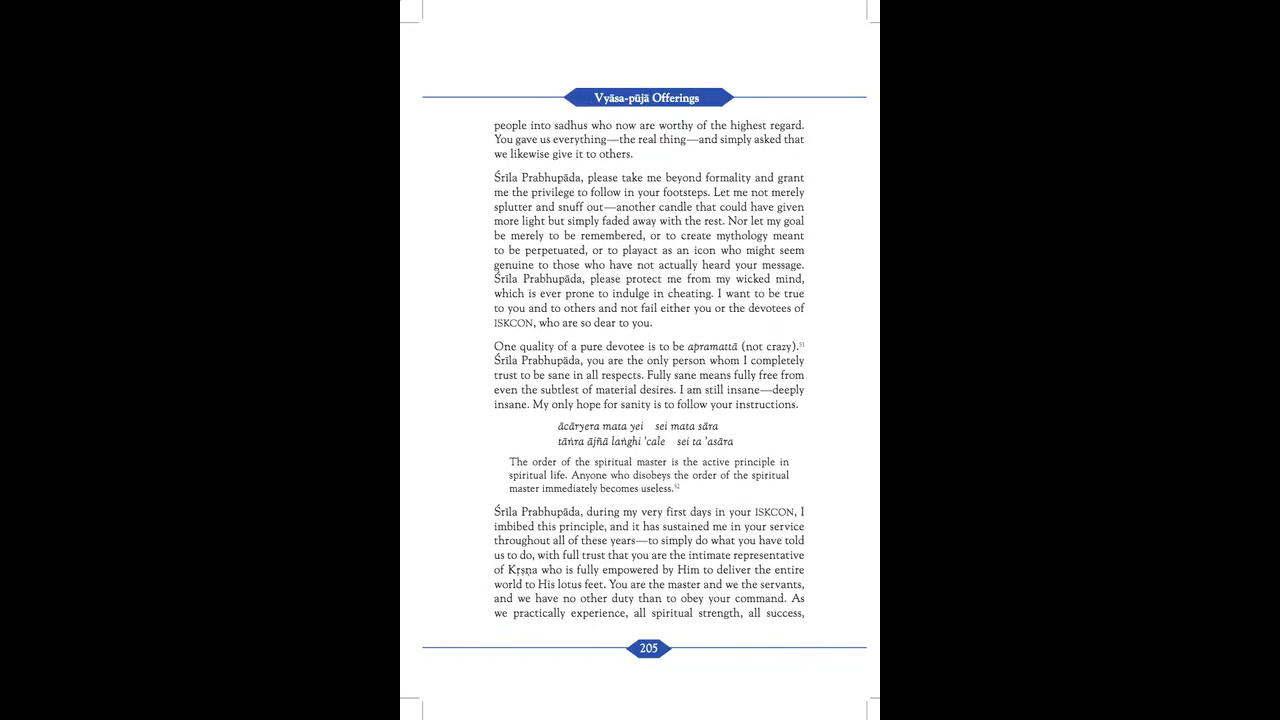 Vyāsa-pūjā Offerings
people into sadhus who now are worthy of the highest regard.
You gave us everything—the real thing—and simply asked that
we likewise give it to others.
Śrīla Prabhupāda, please take me beyond formality and grant
me the privilege to follow in your footsteps. Let me not merely
splutter and snuff out—another candle that could have given
more light but simply faded away with the rest. Nor let my goal
be merely to be remembered, or to create mythology meant
to be perpetuated, or to playact as an icon who might seem
genuine to those who have not actually heard your message.
Śrīla Prabhupāda, please protect me from my wicked mind,
which is ever prone to indulge in cheating. I want to be true
to you and to others and not fail either you or the devotees of
ISKCON, who are so dear to you.
One quality of a pure devotee is to be apramattā (not crazy).51
Śrīla Prabhupāda, you are the only person whom I completely
trust to be sane in all respects. Fully sane means fully free from
even the subtlest of material desires. I am still insane—deeply
insane. My only hope for sanity is to follow your instructions.
ācāryera mata yei sei mata sāra
tāṅra ājñā laṅghi 'cale sei ta 'asāra
The order of the spiritual master is the active principle in
spiritual life. Anyone who disobeys the order of the spiritual
master immediately becomes useless.52
Śrīla Prabhupāda, during my very first days in your ISKCON, I
imbibed this principle, and it has sustained me in your service
throughout all of these years—to simply do what you have told
us to do, with full trust that you are the intimate representative
of Kṛṣṇa who is fully empowered by Him to deliver the entire
world to His lotus feet. You are the master and we the servants,
and we have no other duty than to obey your command. As
we practically experience, all spiritual strength, all success,
205